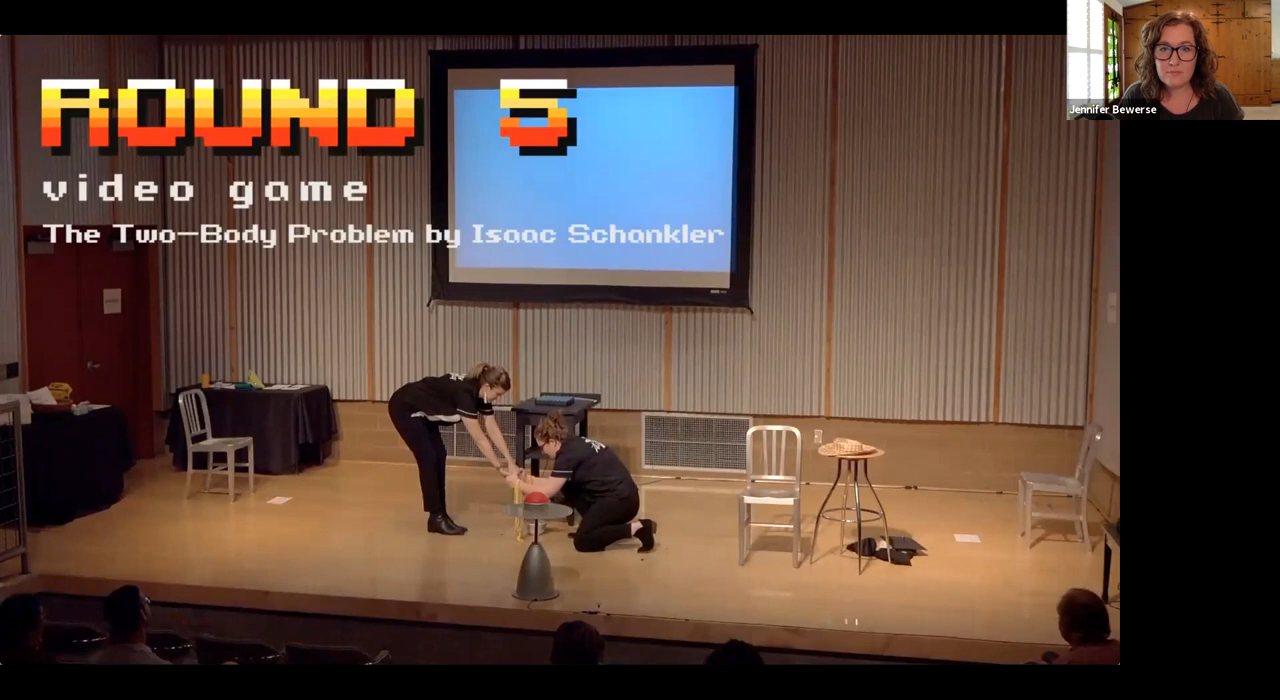 ROUND 5
video game
The Two-Body Problem by Isaac Schankler
Jennifer Bewerse